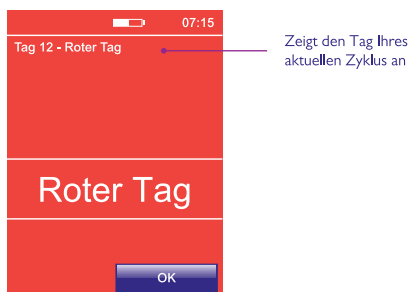 07:15
Tag 12 - Roter Tag
Zeigt den Tag Ihres
aktuellen Zyklus an
Roter Tag
OK